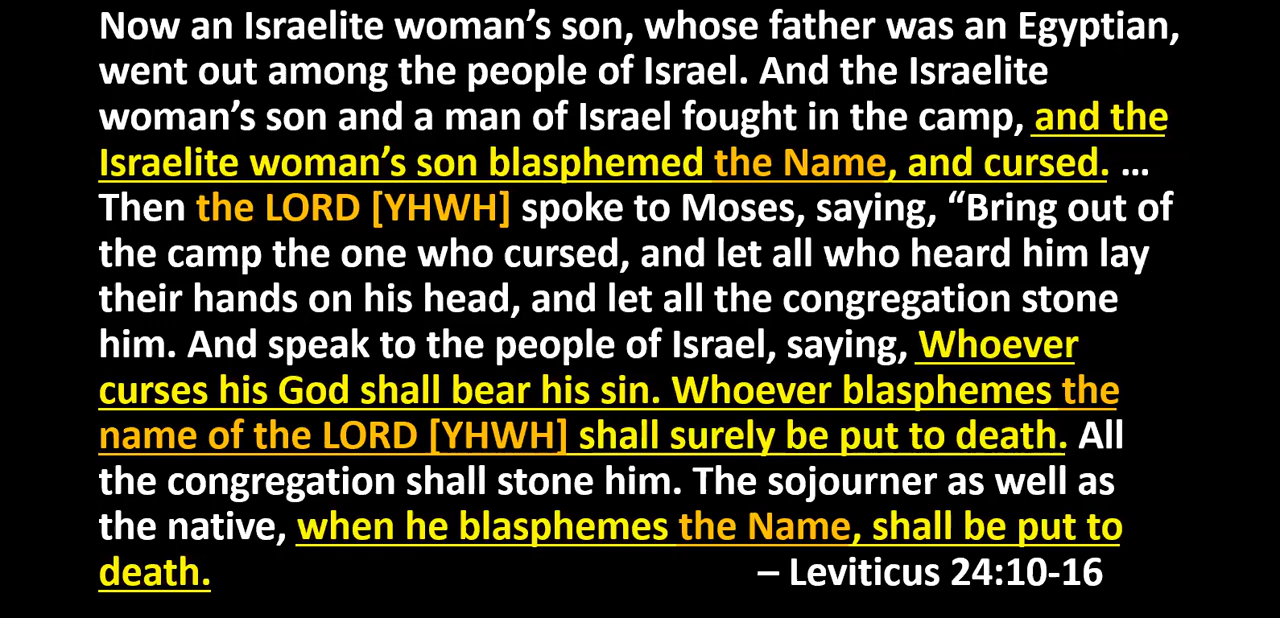 Now an Israelite woman’s son, whose father was an Egyptian,
went out among the people of Israel. And the Israelite
woman’s son and a man of Israel fought in the camp, and the
Israelite woman’s son blasphemed the Name, and cursed. …
Then the LORD [YHWH] spoke to Moses, saying, “Bring out of
the camp the one who cursed, and let all who heard him lay
their hands on his head, and let all the congregation stone
him. And speak to the people of Israel, saying, Whoever
curses his God shall bear his sin. Whoever blasphemes the
name of the LORD [YHWH] shall surely be put to death. All
the congregation shall stone him. The sojourner as well as
the native, when he blasphemes the Name, shall be put to
death. – Leviticus 24:10-16